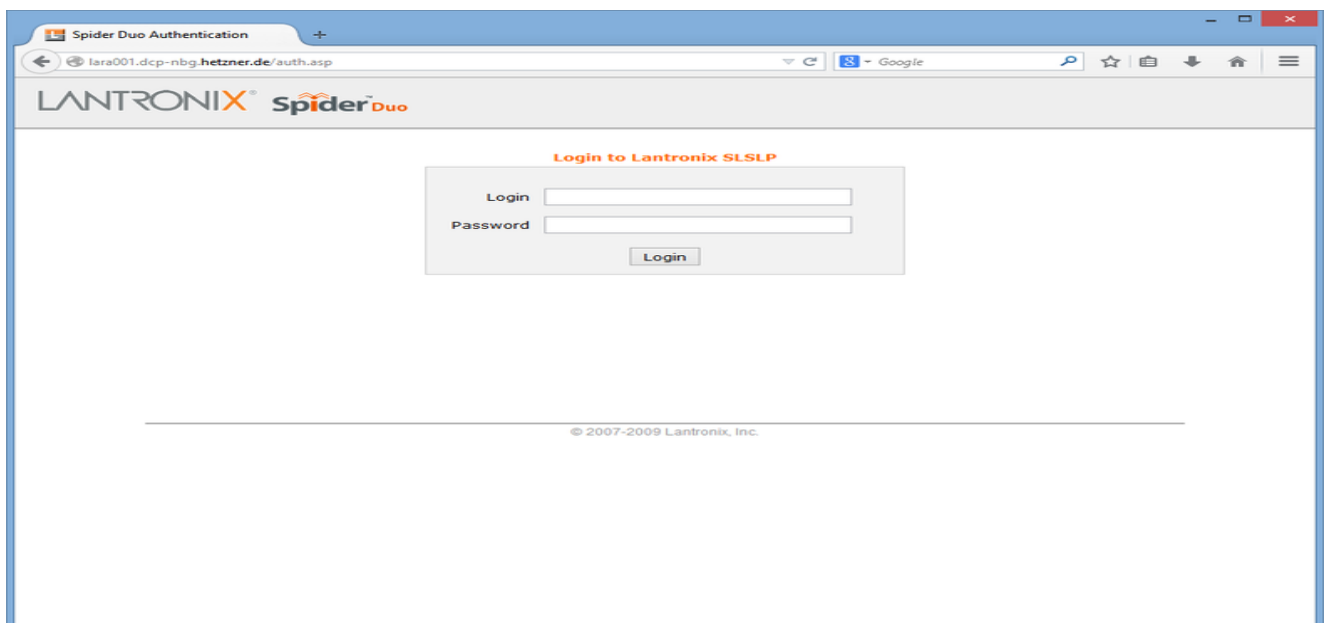 Spider Duo Authentication
lara001.dcp-nbg.hetzner.de/auth.asp
Google
LANTRONIX® Spider™ Duo
Login to Lantronix SLSLP
Login
Password
Login
© 2007-2009 Lantronix, Inc.